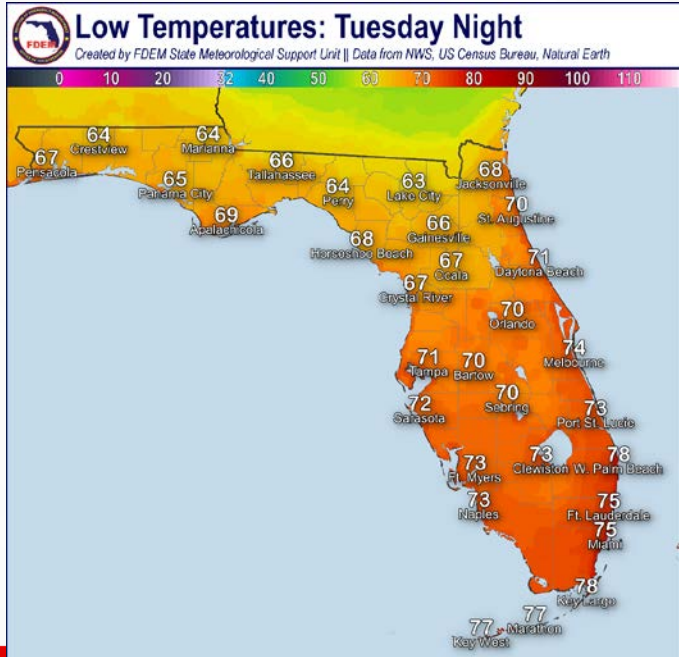 FDEM
Low Temperatures: Tuesday Night
Created by FDEM State Meteorological Support Unit || Data from NWS, US Census Bureau, Natural Earth
0 10 20 32 40 50 60 70 80 90 100 110
64
Crestview
64
Marianna
67
Pensacola
66
Tallahassee
68
Jacksonville
65
Panama City
64
Perry
63
Lake City
70
St. Augustine
69
Apalachicola
66
Gainesville
68
Horseshoe Beach
67
Ocala
71
Daytona Beach
67
Crystal River
70
Orlando
74
Melbourne
71
Tampa
70
Bartow
72
Sarasota
70
Sebring
73
Port St. Lucie
73
Ft. Myers
73
Clewiston
78
W. Palm Beach
73
Naples
75
Ft. Lauderdale
75
Miami
78
Key Largo
77
Marathon
77
Key West